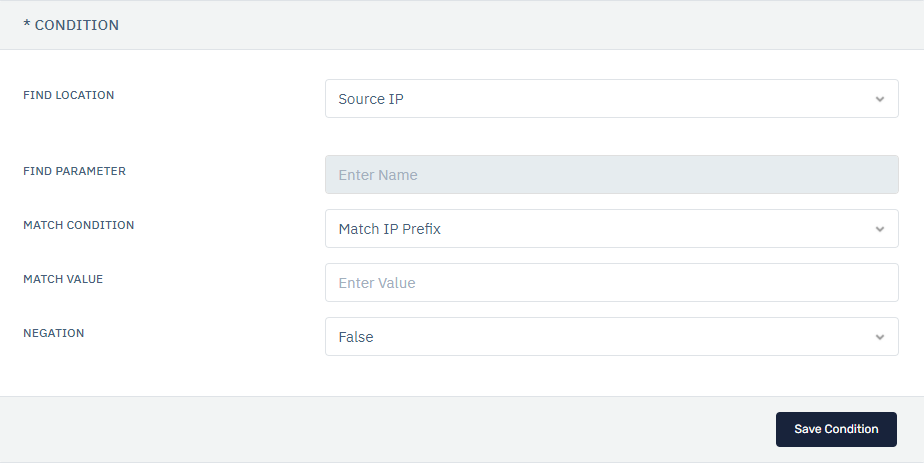 * CONDITION
FIND LOCATION
Source IP
FIND PARAMETER
Enter Name
MATCH CONDITION
Match IP Prefix
MATCH VALUE
Enter Value
NEGATION
False
Save Condition